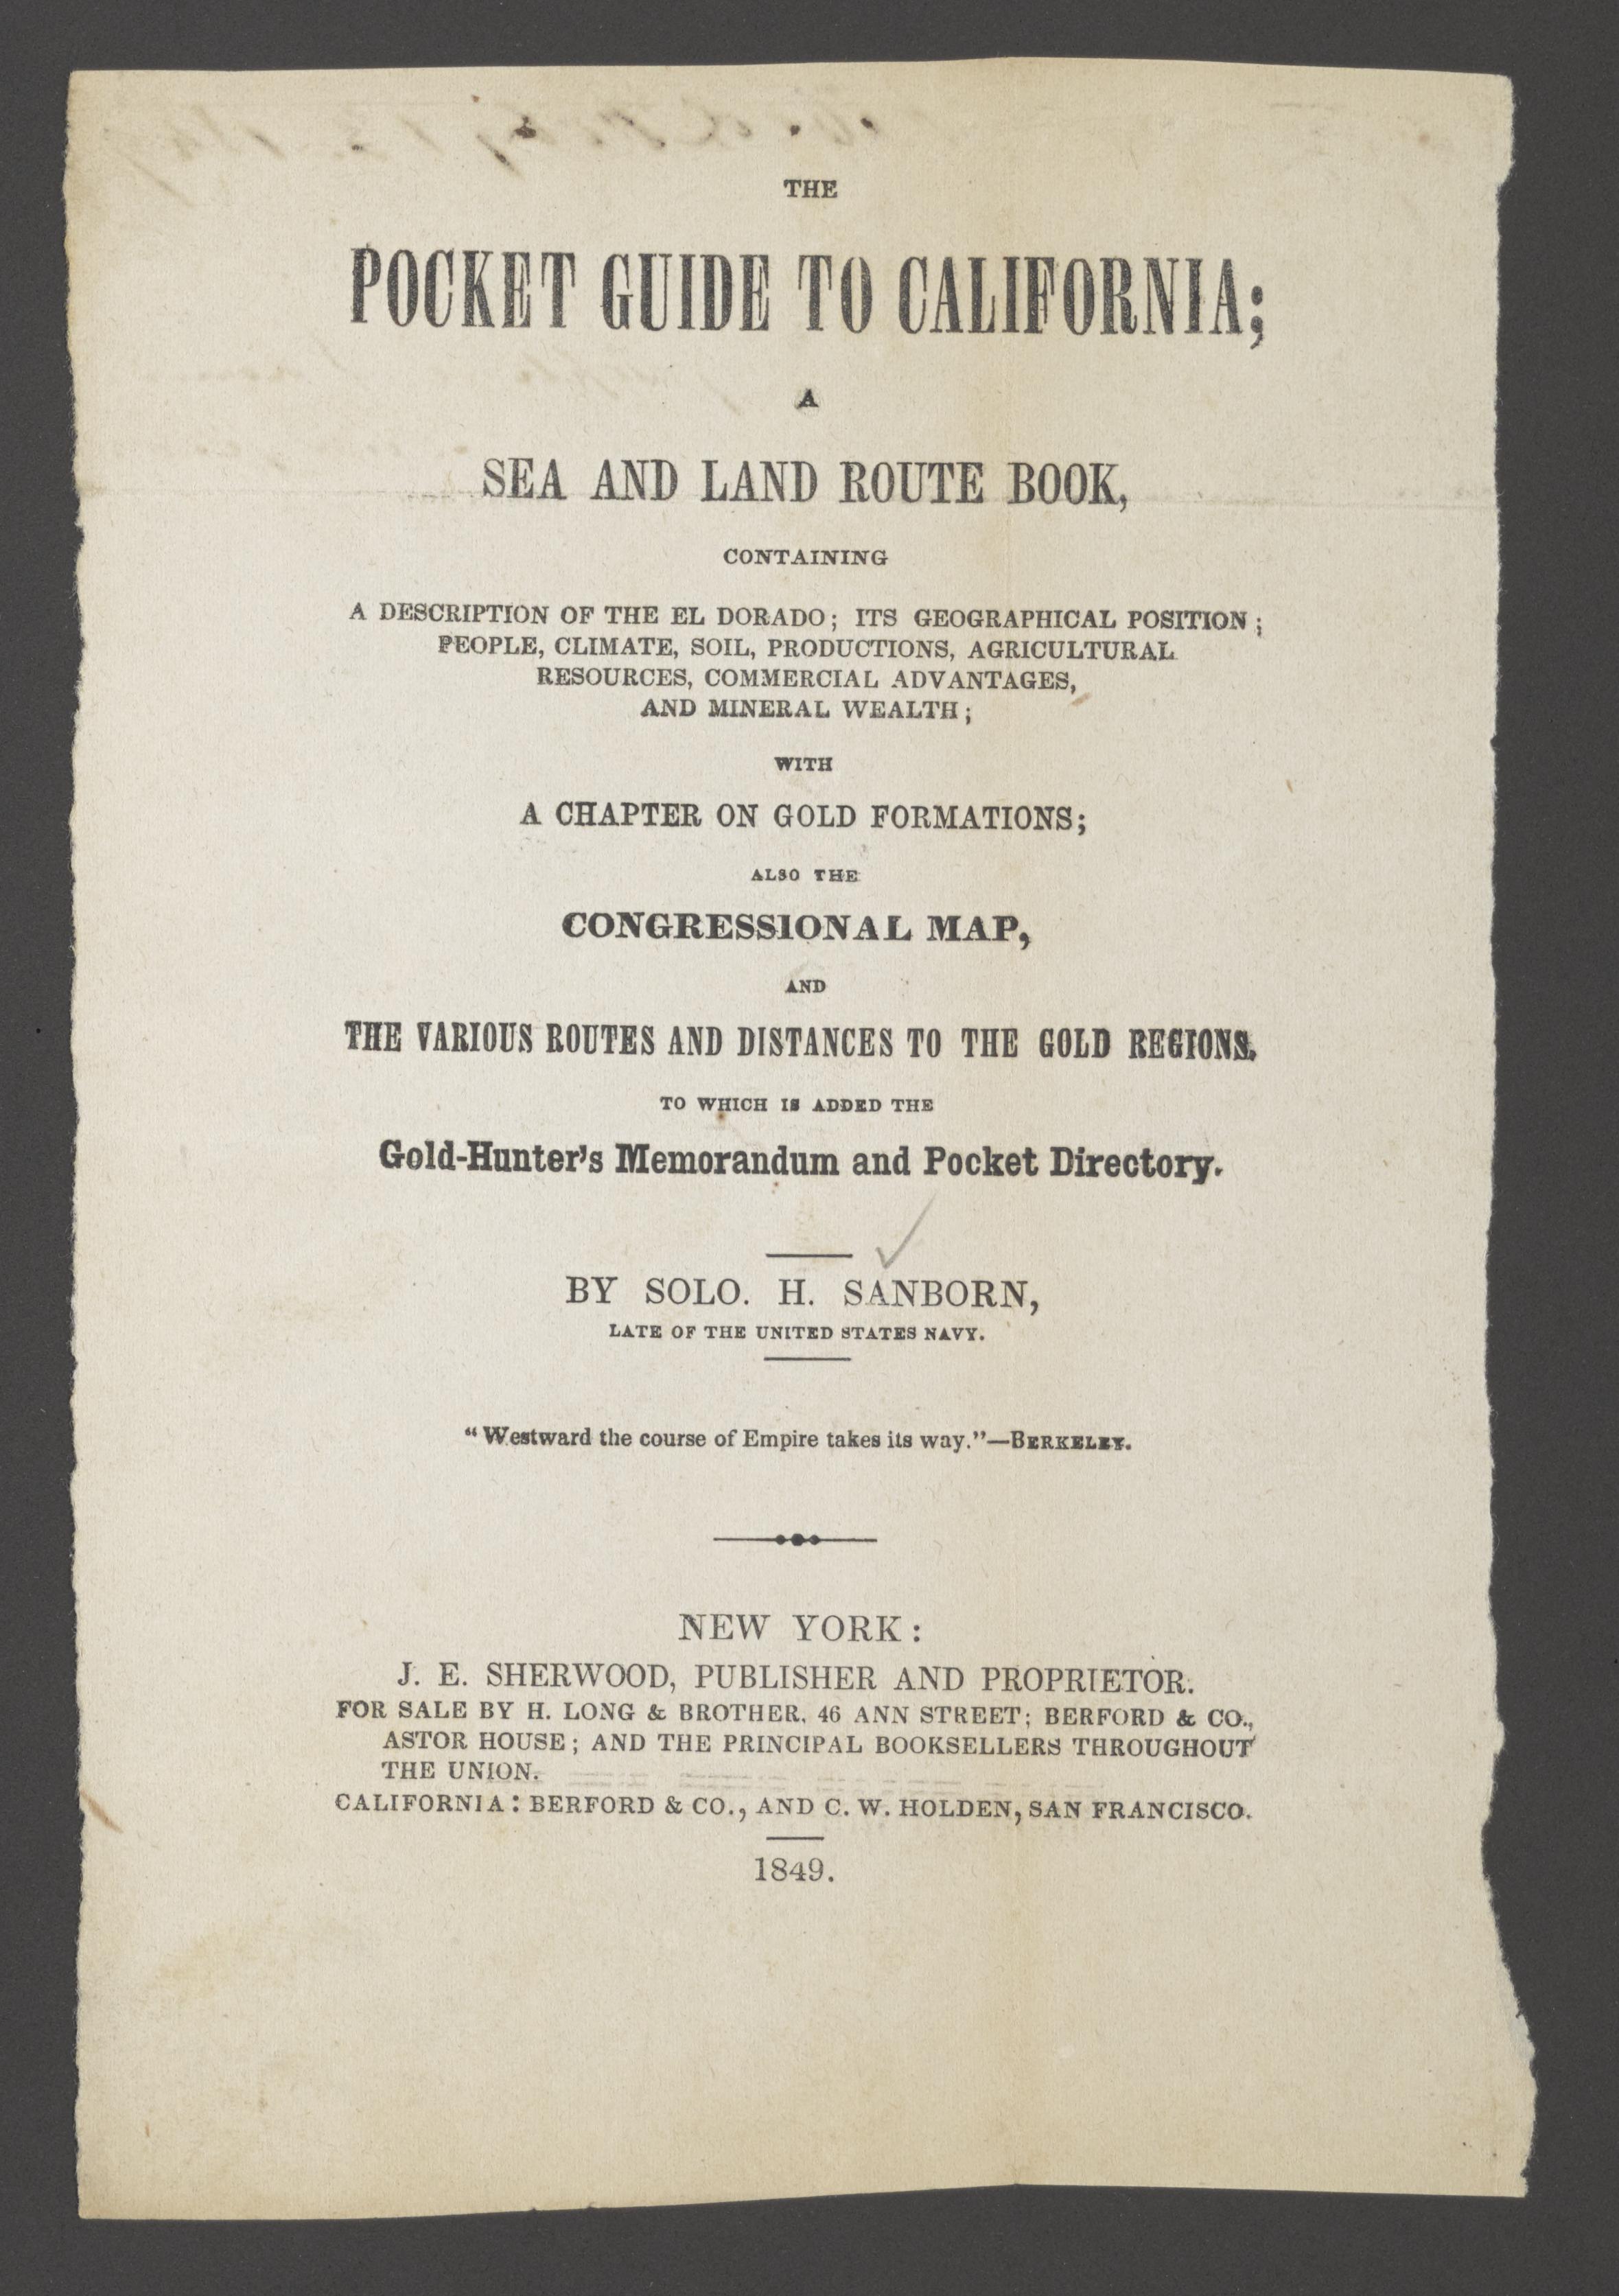 THE
POCKET GUIDE TO CALIFORNIA;
A
SEA AND LAND ROUTE BOOK,
CONTAINING
A DESCRIPTION OF THE EL DORADO; ITS GEOGRAPHICAL POSITION;
PEOPLE, CLIMATE, SOIL, PRODUCTIONS, AGRICULTURAL
RESOURCES, COMMERCIAL ADVANTAGES,
AND MINERAL WEALTH;
WITH
A CHAPTER ON GOLD FORMATIONS;
ALSO THE
CONGRESSIONAL MAP,
AND
THE VARIOUS ROUTES AND DISTANCES TO THE GOLD REGIONS.
TO WHICH IS ADDED THE
Gold-Hunter's Memorandum and Pocket Directory.
BY SOLO. H. SANBORN,
LATE OF THE UNITED STATES NAVY.
"Westward the course of Empire takes its way."—BERKELEY.
NEW YORK:
J. E. SHERWOOD, PUBLISHER AND PROPRIETOR.
FOR SALE BY H. LONG & BROTHER, 46 ANN STREET; BERFORD & CO.,
ASTOR HOUSE; AND THE PRINCIPAL BOOKSELLERS THROUGHOUT
THE UNION.
CALIFORNIA: BERFORD & CO., AND C. W. HOLDEN, SAN FRANCISCO.
1849.